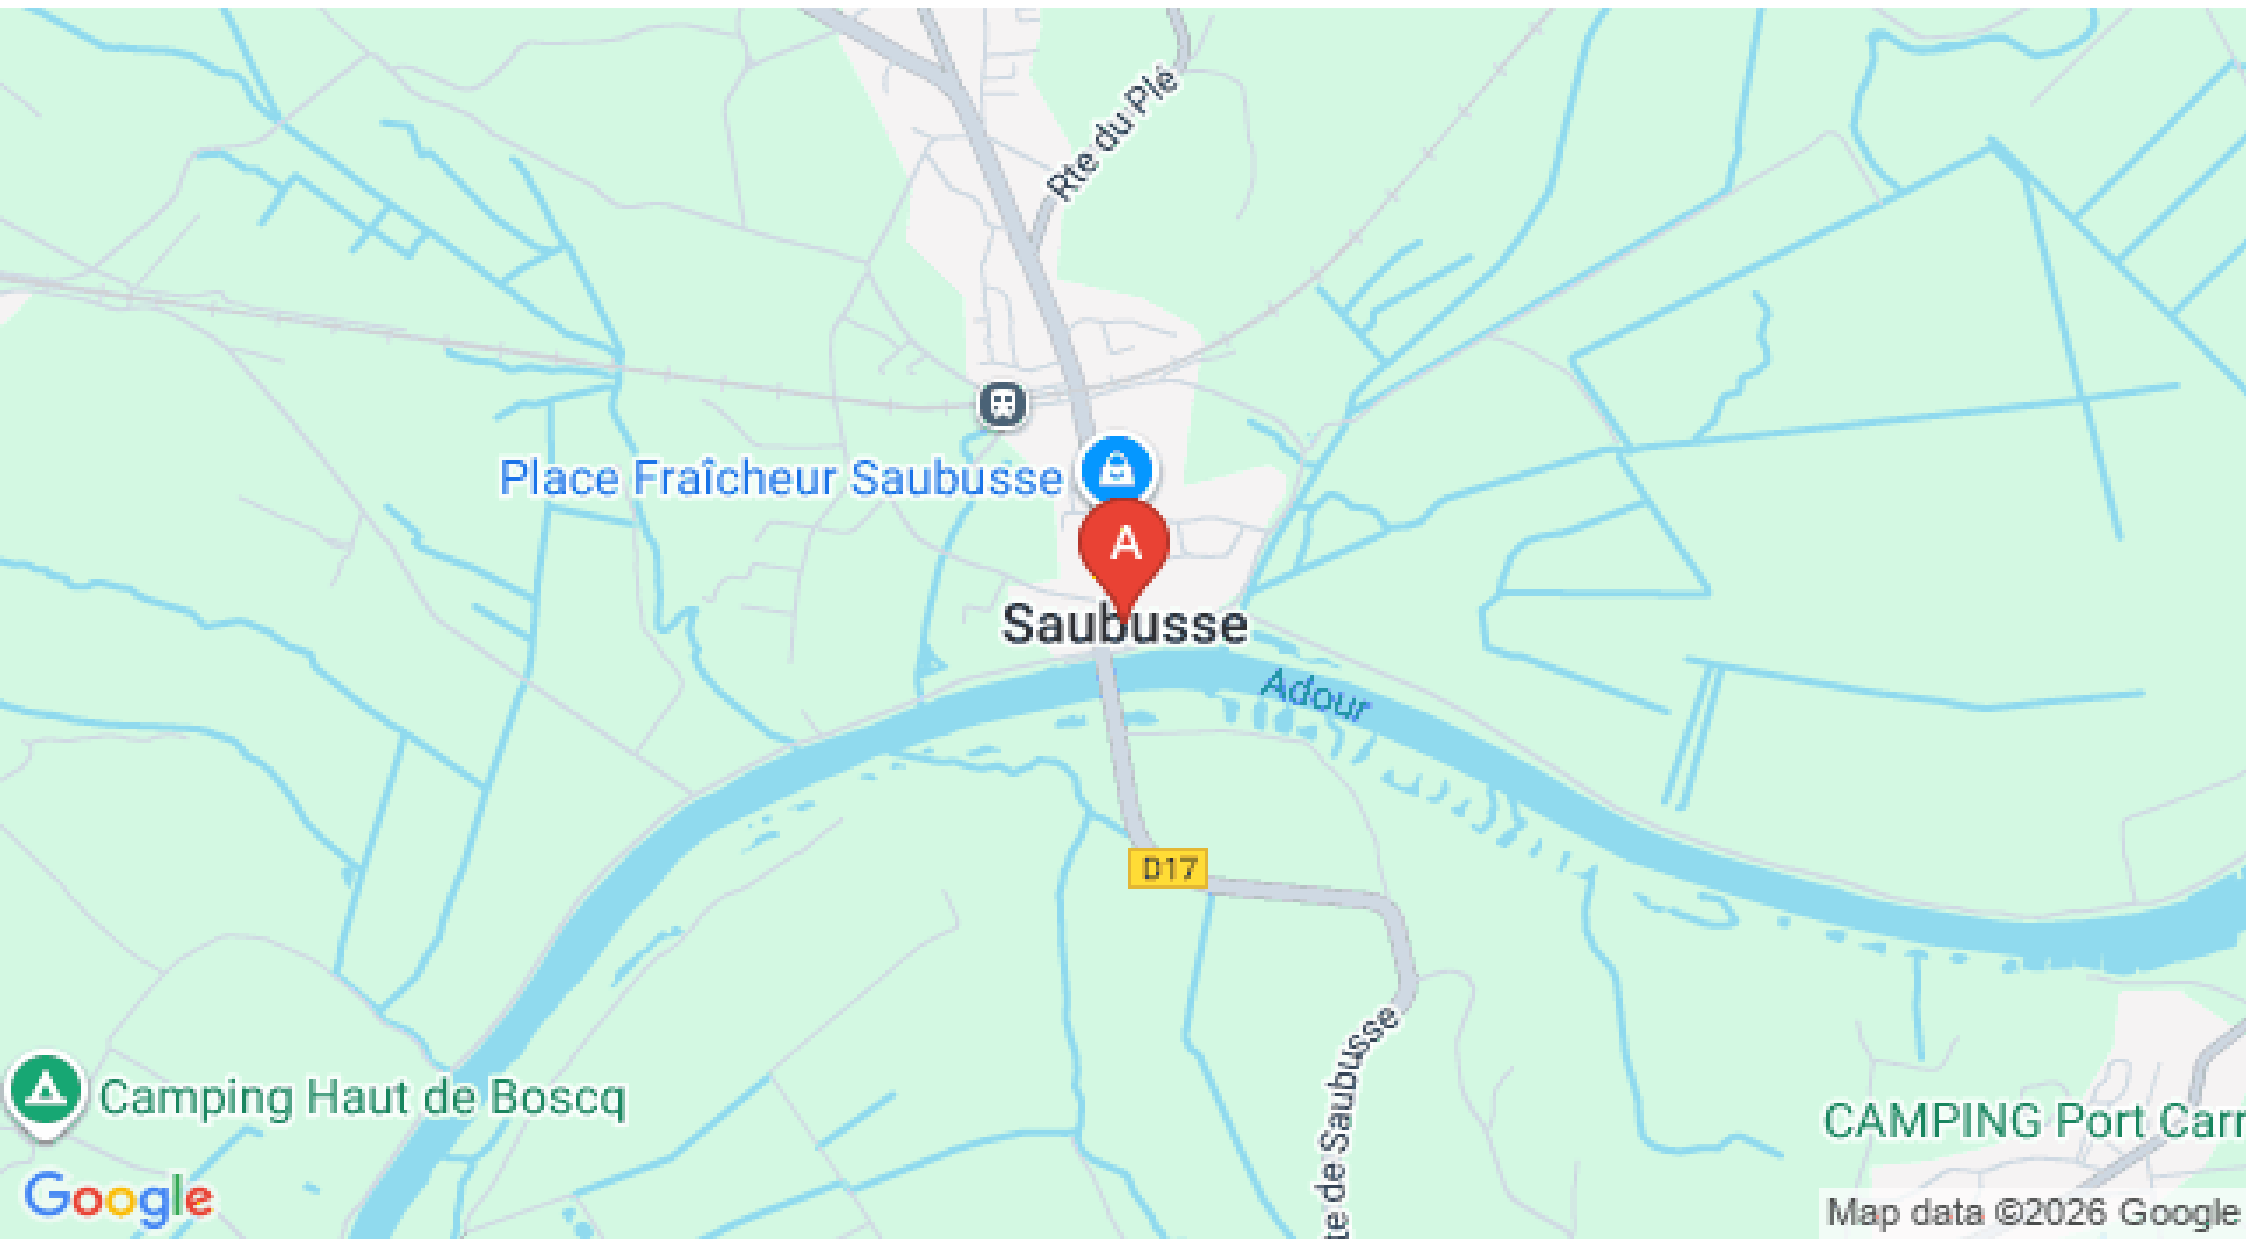 Rte du Plé
Place Fraîcheur Saubusse
A
Saubusse
Adour
D17
te de Saubusse
Camping Haut de Boscq
CAMPING Port Carr
Google
Map data ©2026 Google